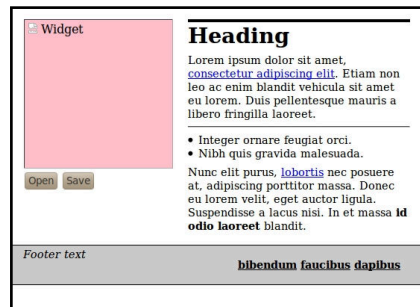 Widget
Open Save
Heading
Lorem ipsum dolor sit amet,
consectetur adipiscing elit. Etiam non
leo ac enim blandit vehicula sit amet
eu lorem. Duis pellentesque mauris a
libero fringilla laoreet.
• Integer ornare feugiat orci.
• Nibh quis gravida malesuada.
Nunc elit purus, lobortis nec posuere
at, adipiscing porttitor massa. Donec
eu lorem velit, eget auctor ligula.
Suspendisse a lacus nisi. In et massa id
odio laoreet blandit.
Footer text
bibendum faucibus dapibus